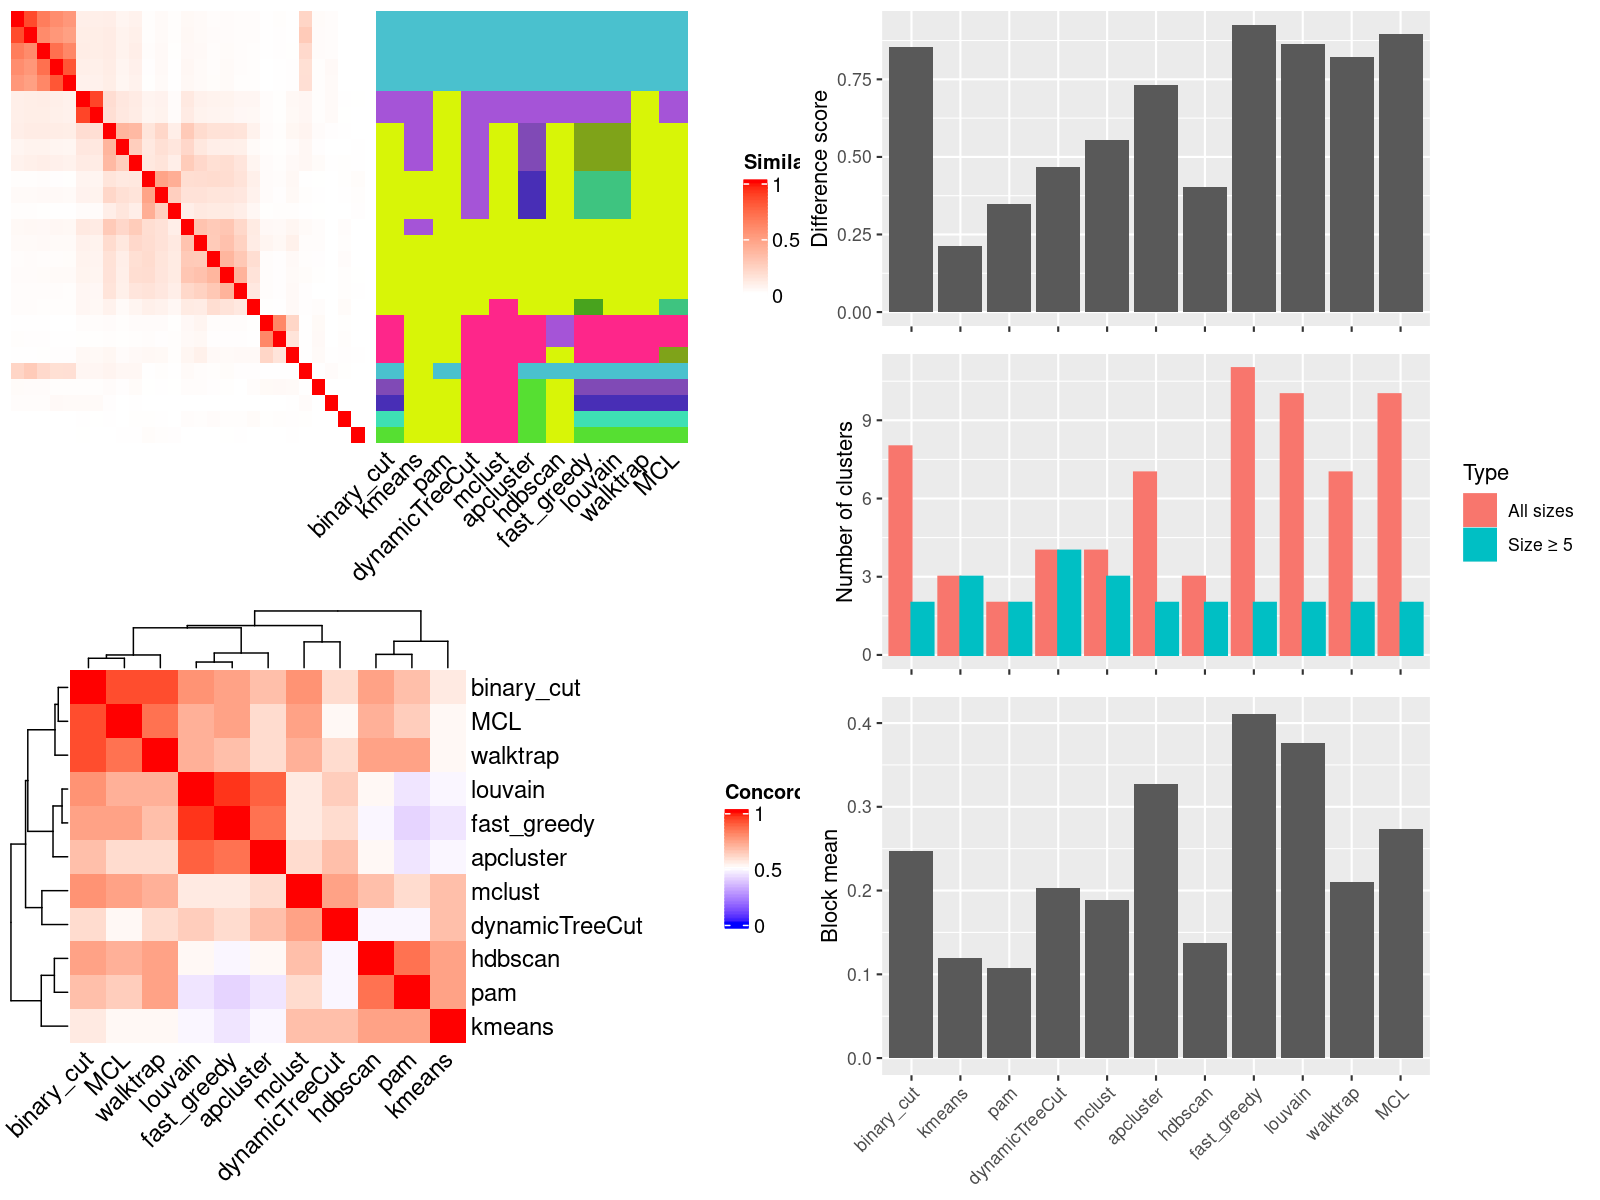 Simila
1
0.5
0
binary_cut
kmeans
pam
dynamicTreeCut
mclust
apcluster
hdbscan
fast_greedy
louvain
walktrap
MCL
Difference score
0.75
0.50
0.25
0.00
Number of clusters
9
6
3
0
Type
All sizes
Size ≥ 5
Block mean
0.4
0.3
0.2
0.1
0.0
binary_cut
kmeans
pam
dynamicTreeCut
mclust
apcluster
hdbscan
fast_greedy
louvain
walktrap
MCL
binary_cut
MCL
walktrap
louvain
fast_greedy
apcluster
mclust
dynamicTreeCut
hdbscan
pam
kmeans
binary_cut
MCL
walktrap
louvain
fast_greedy
apcluster
mclust
dynamicTreeCut
hdbscan
pam
kmeans
Concord
1
0.5
0